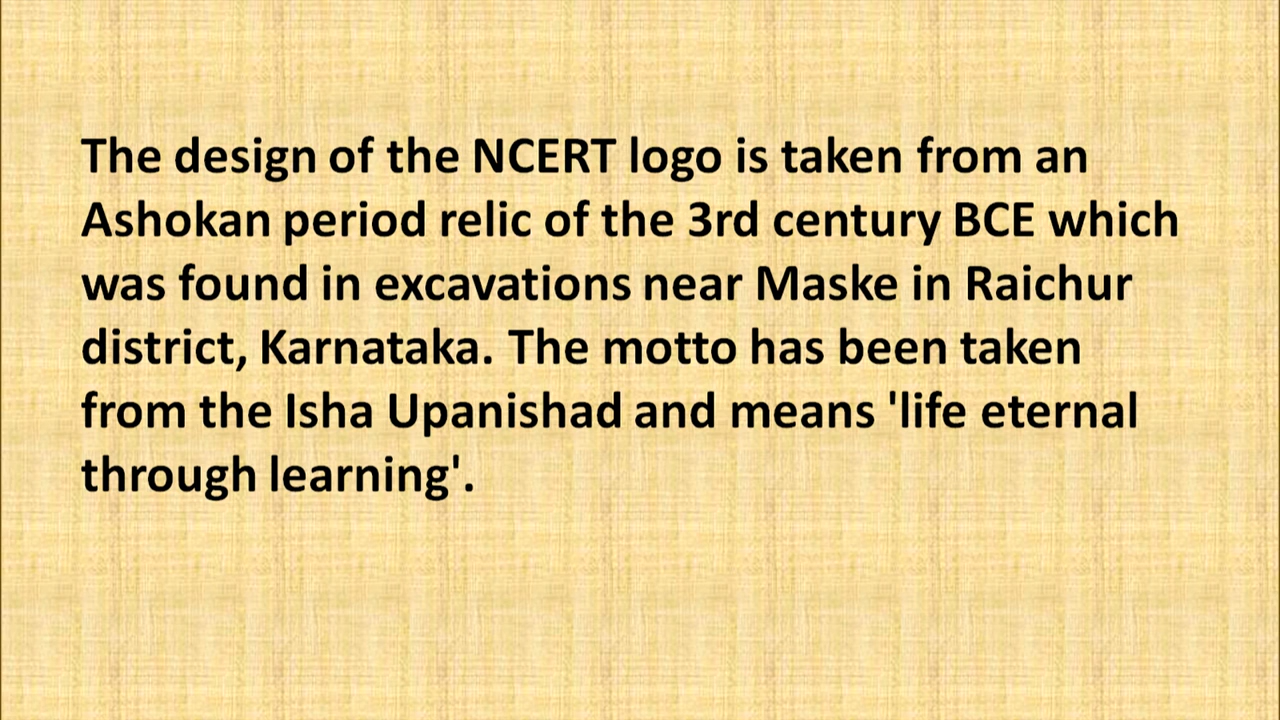 The design of the NCERT logo is taken from an
Ashokan period relic of the 3rd century BCE which
was found in excavations near Maske in Raichur
district, Karnataka. The motto has been taken
from the Isha Upanishad and means 'life eternal
through learning'.